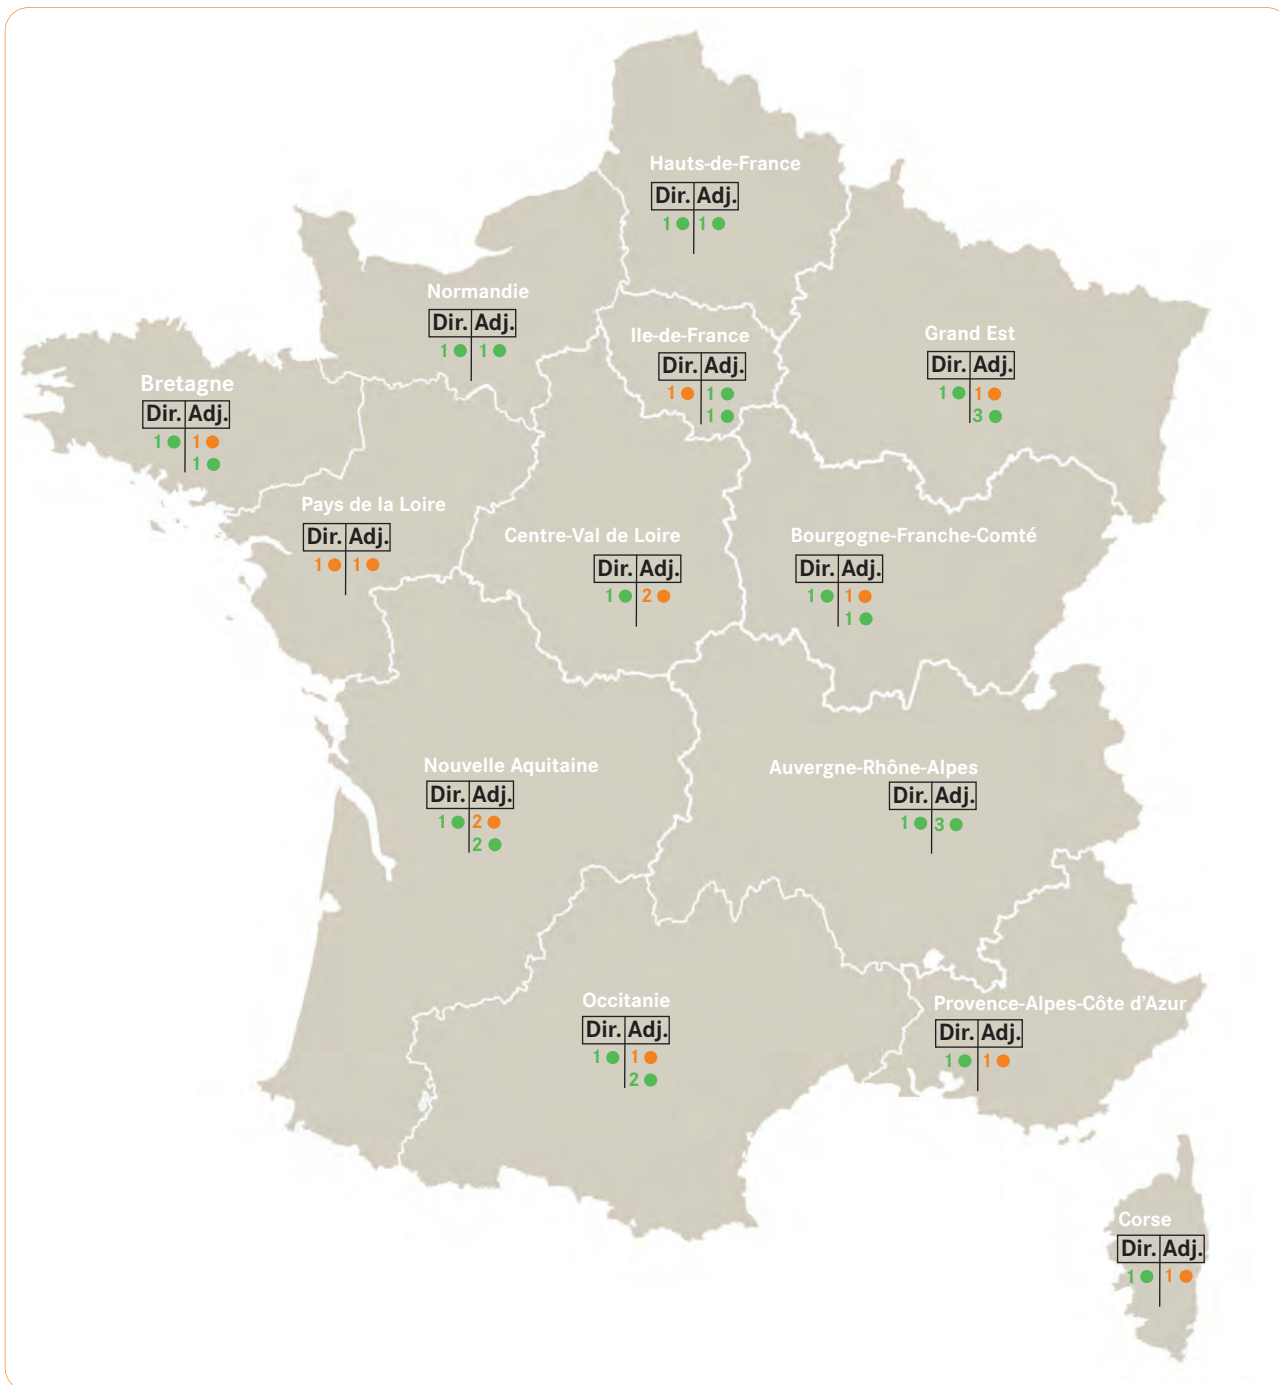 Hauts-de-France
Dir. Adj.
1 1
Normandie
Dir. Adj.
1 1
Ile-de-France
Dir. Adj.
1 1
1
Grand Est
Dir. Adj.
1 1
3
Bretagne
Dir. Adj.
1 1
1
Pays de la Loire
Dir. Adj.
1 1
Centre-Val de Loire
Dir. Adj.
1 2
Bourgogne-Franche-Comté
Dir. Adj.
1 1
1
Nouvelle Aquitaine
Dir. Adj.
1 2
2
Auvergne-Rhône-Alpes
Dir. Adj.
1 3
Occitanie
Dir. Adj.
1 1
2
Provence-Alpes-Côte d'Azur
Dir. Adj.
1 1
Corse
Dir. Adj.
1 1